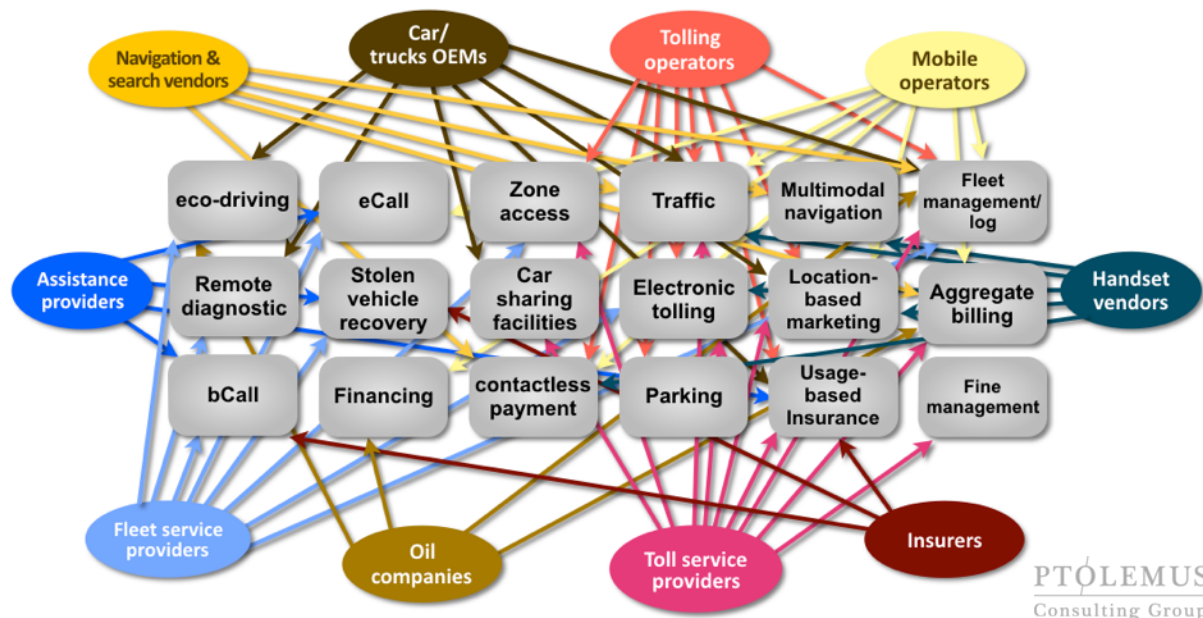 Navigation &
search vendors
Car/
trucks OEMs
Tolling
operators
Mobile
operators
eco-driving
eCall
Zone
access
Traffic
Multimodal
navigation
Fleet
management/
log
Assistance
providers
Remote
diagnostic
Stolen
vehicle
recovery
Car
sharing
facilities
Electronic
tolling
Location-
based
marketing
Aggregate
billing
Handset
vendors
bCall
Financing
contactless
payment
Parking
Usage-
based
Insurance
Fine
management
Fleet service
providers
Oil
companies
Toll service
providers
Insurers
PTOLEMUS
Consulting Group